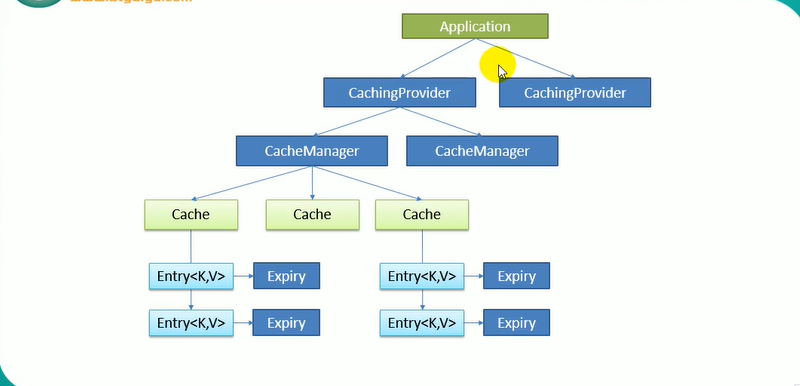 Application
CachingProvider CachingProvider
CacheManager CacheManager
Cache Cache Cache
Entry<K,V> Expiry Entry<K,V> Expiry
Entry<K,V> Expiry Entry<K,V> Expiry